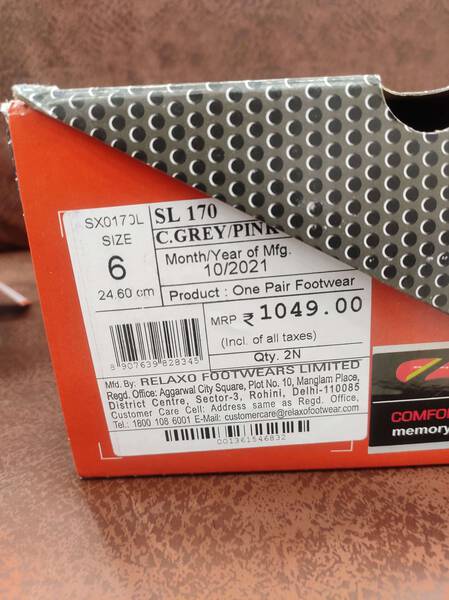 SX0170L
SIZE
6
24.60 cm
SL 170
C.GREY/PINK
Month/Year of Mfg.
10/2021
Product : One Pair Footwear
MRP ₹ 1049.00
(Incl. of all taxes)
Qty. 2N
8 907639 828345
Mfd. By: RELAXO FOOTWEARS LIMITED
Regd. Office: Aggarwal City Square, Plot No. 10, Manglam Place,
District Centre, Sector-3, Rohini, Delhi-110085
Customer Care Cell: Address same as Regd. Office,
Tel.: 1800 108 6001 E-Mail: customercare@relaxofootwear.com
001361546832
COMFO
memory